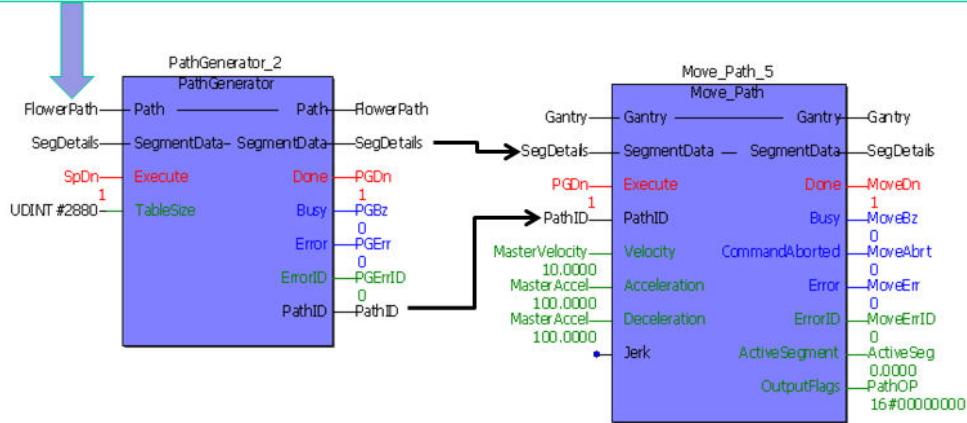 PathGenerator_2
PathGenerator
FlowerPath Path Path FlowerPath
SegDetails SegmentData SegmentData SegDetails
SpDn Execute Done PGDn
1 1
UDINT #2880 TableSize Busy PGBz
0
Error PGErr
0
ErrorID PGErrID
0
PathID PathID
Move_Path_5
Move_Path
Gantry Gantry Gantry Gantry
SegDetails SegmentData SegmentData SegDetails
PGDn Execute Done MoveDn
1 1
PathID PathID Busy MoveBz
0
MasterVelocity Velocity CommandAborted MoveAbrt
10.0000 0
MasterAccel Acceleration Error MoveErr
100.0000 0
MasterAccel Deceleration ErrorID MoveErrID
100.0000 0
Jerk ActiveSegment ActiveSeg
0.0000
OutputFlags PathOP
16#00000000